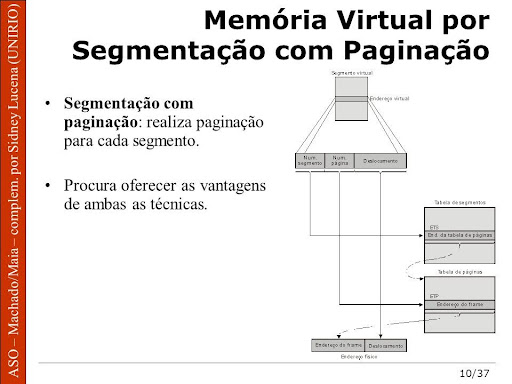 Memória Virtual por
Segmentação com Paginação
ASO – Machado/Maia – complem. por Sidney Lucena (UNIRIO)
• Segmentação com
paginação: realiza paginação
para cada segmento.
• Procura oferecer as vantagens
de ambas as técnicas.
Segmento virtual
Endereço virtual
Num.
segmento
Num.
página
Deslocamento
Tabela de segmentos
ETS
End. da tabela de páginas
Tabela de páginas
ETP
Endereço do frame
Endereço do frame
Deslocamento
Endereço físico
10/37